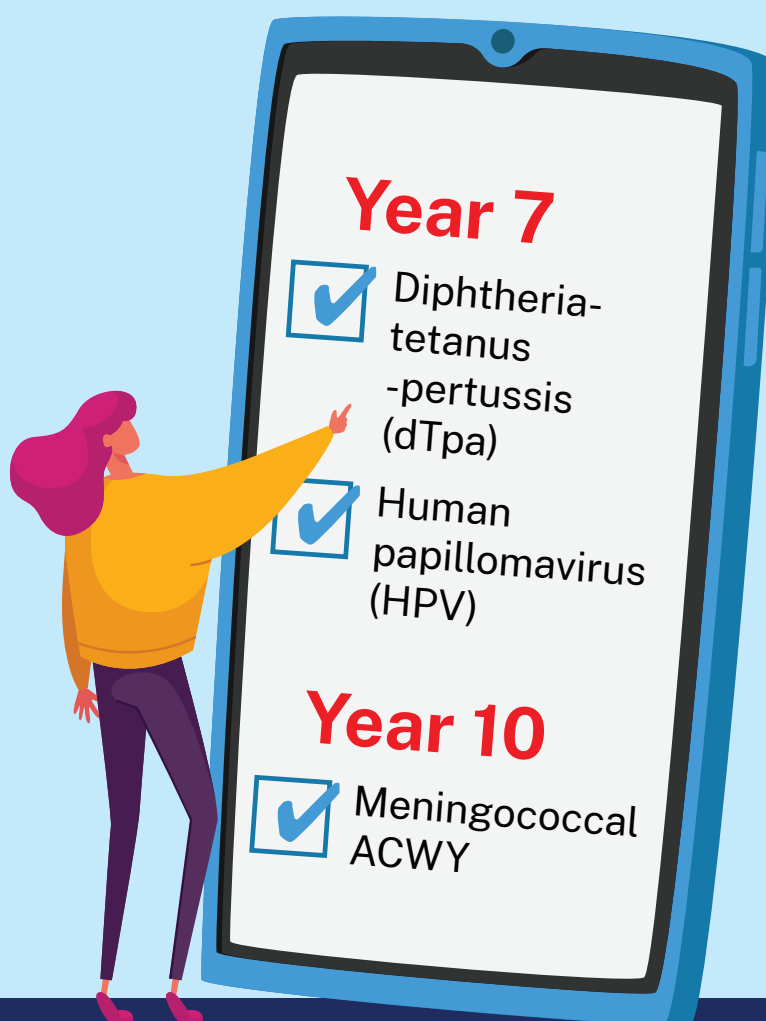 Year 7
Diphtheria-
tetanus
-pertussis
(dTpa)
Human
papillomavirus
(HPV)
Year 10
Meningococcal
ACWY